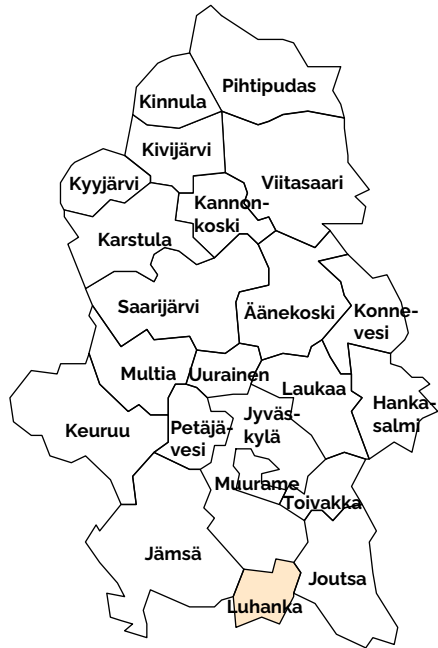 Pihtipudas
Kinnula
Kivijärvi
Kyyjärvi
Viitasaari
Kannon-
koski
Karstula
Saarijärvi
Äänekoski
Konne-
vesi
Multia
Uurainen
Laukaa
Hanka-
salmi
Keuruu
Petäjä-
vesi
Jyväs-
kylä
Muurame
Toivakka
Jämsä
Joutsa
Luhanka